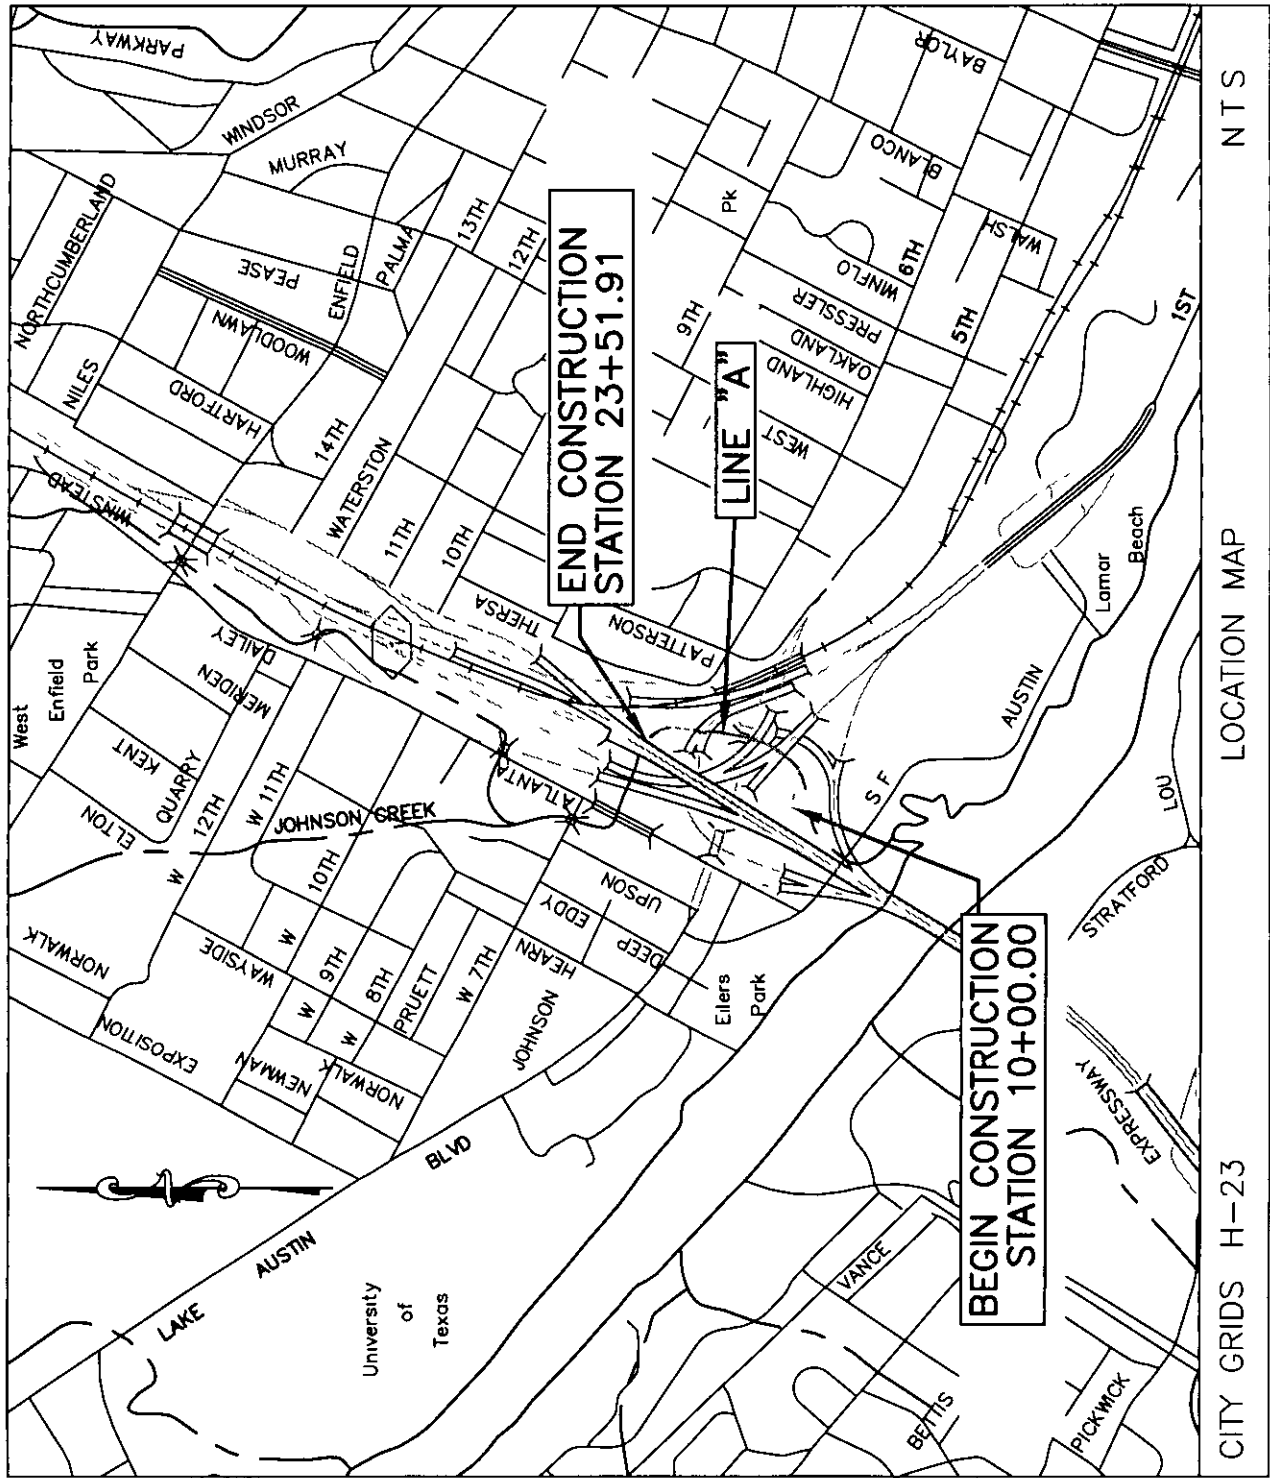 PARKWAY
WINDSOR
MURRAY
NORTHCUMBERLAND
PEASE
ENFIELD
PALMA
13TH
12TH
WOODLAWN
NILES
HARTFORD
14TH
WATERSTON
11TH
10TH
WINSTEAD
THERSA
PATTERSON
BAYLOR
BLANCO
BLANCO
Pk
WALSH
WINFLO
6TH
PRESSLER
OAKLAND
HIGHLAND
WEST
9TH
5TH
1ST
END CONSTRUCTION
STATION 23+51.91
LINE "A"
West
Enfield
Park
DAILEY
MERIDEN
KENT
QUARRY
ELTON
W 12TH
W 11TH
JOHNSON CREEK
ATLANTA
W 10TH
NORWALK
WAYSIDE
W 9TH
W 8TH
PRUETT
W 7TH
UPSON
EDDY
DEEP
HEARN
JOHNSON
EXPOSITION
NEWMAN
NORWALK
Eilers
Park
Lamar
Beach
AUSTIN
S F
LOU
STRATFORD
BEGIN CONSTRUCTION
STATION 10+00.00
EXPRESSWAY
LAKE AUSTIN BLVD
University
of
Texas
VANCE
BETTIS
PICKWICK
CITY GRIDS H-23
LOCATION MAP
N T S